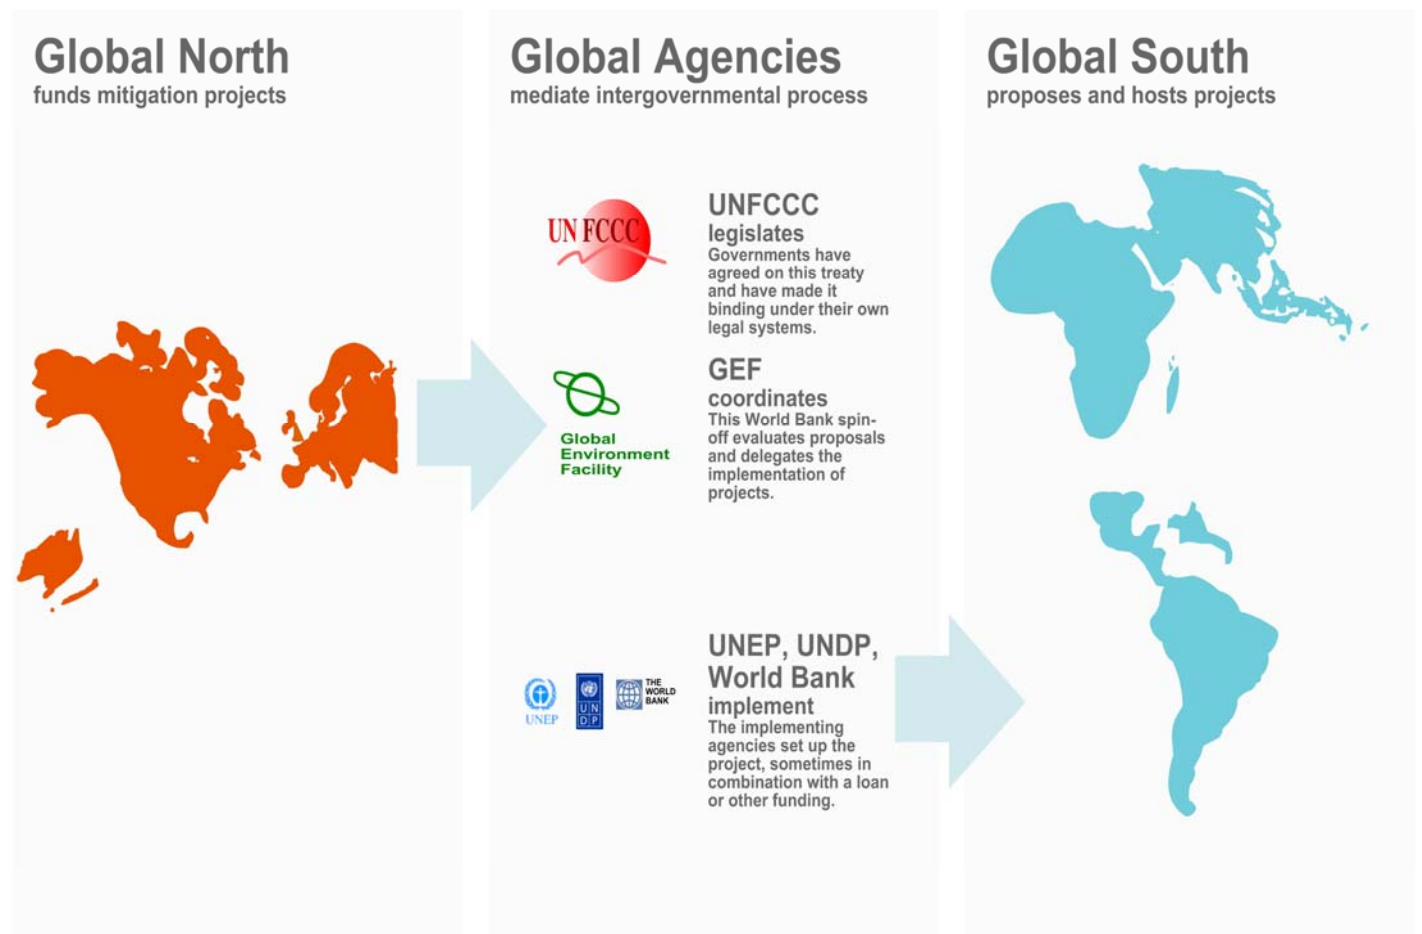 Global North
funds mitigation projects
Global Agencies
mediate intergovernmental process
UN FCCC
UNFCCC
legislates
Governments have
agreed on this treaty
and have made it
binding under their own
legal systems.
Global
Environment
Facility
GEF
coordinates
This World Bank spin-
off evaluates proposals
and delegates the
implementation of
projects.
UNEP
U N
D P
THE
WORLD
BANK
UNEP, UNDP,
World Bank
implement
The implementing
agencies set up the
project, sometimes in
combination with a loan
or other funding.
Global South
proposes and hosts projects